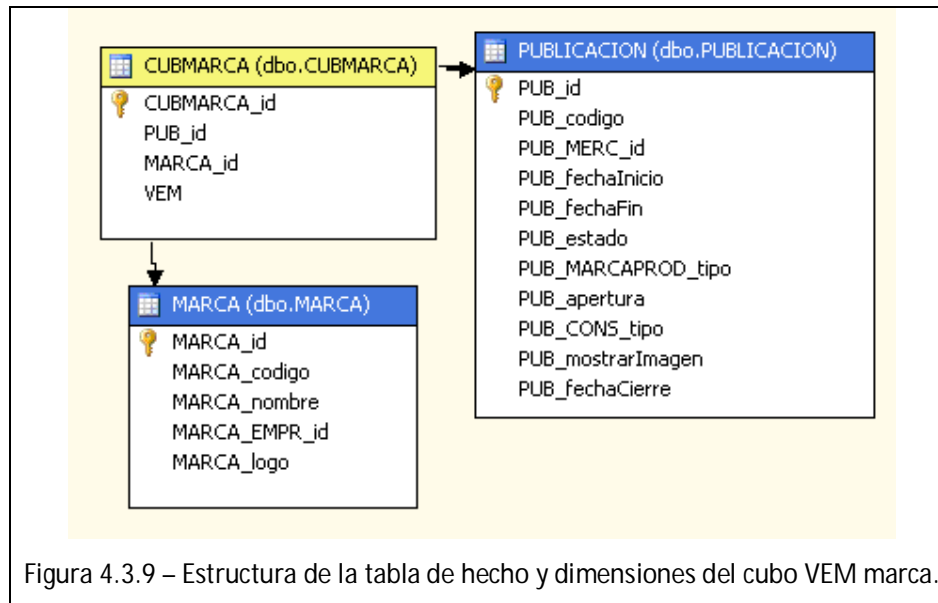 CUBMARCA (dbo.CUBMARCA)
CUBMARCA_id
PUB_id
MARCA_id
VEM
PUBLICACION (dbo.PUBLICACION)
PUB_id
PUB_codigo
PUB_MERC_id
PUB_fechaInicio
PUB_fechaFin
PUB_estado
PUB_MARCAPROD_tipo
PUB_apertura
PUB_CONS_tipo
PUB_mostrarImagen
PUB_fechaCierre
MARCA (dbo.MARCA)
MARCA_id
MARCA_codigo
MARCA_nombre
MARCA_EMPR_id
MARCA_logo
Figura 4.3.9 – Estructura de la tabla de hecho y dimensiones del cubo VEM marca.